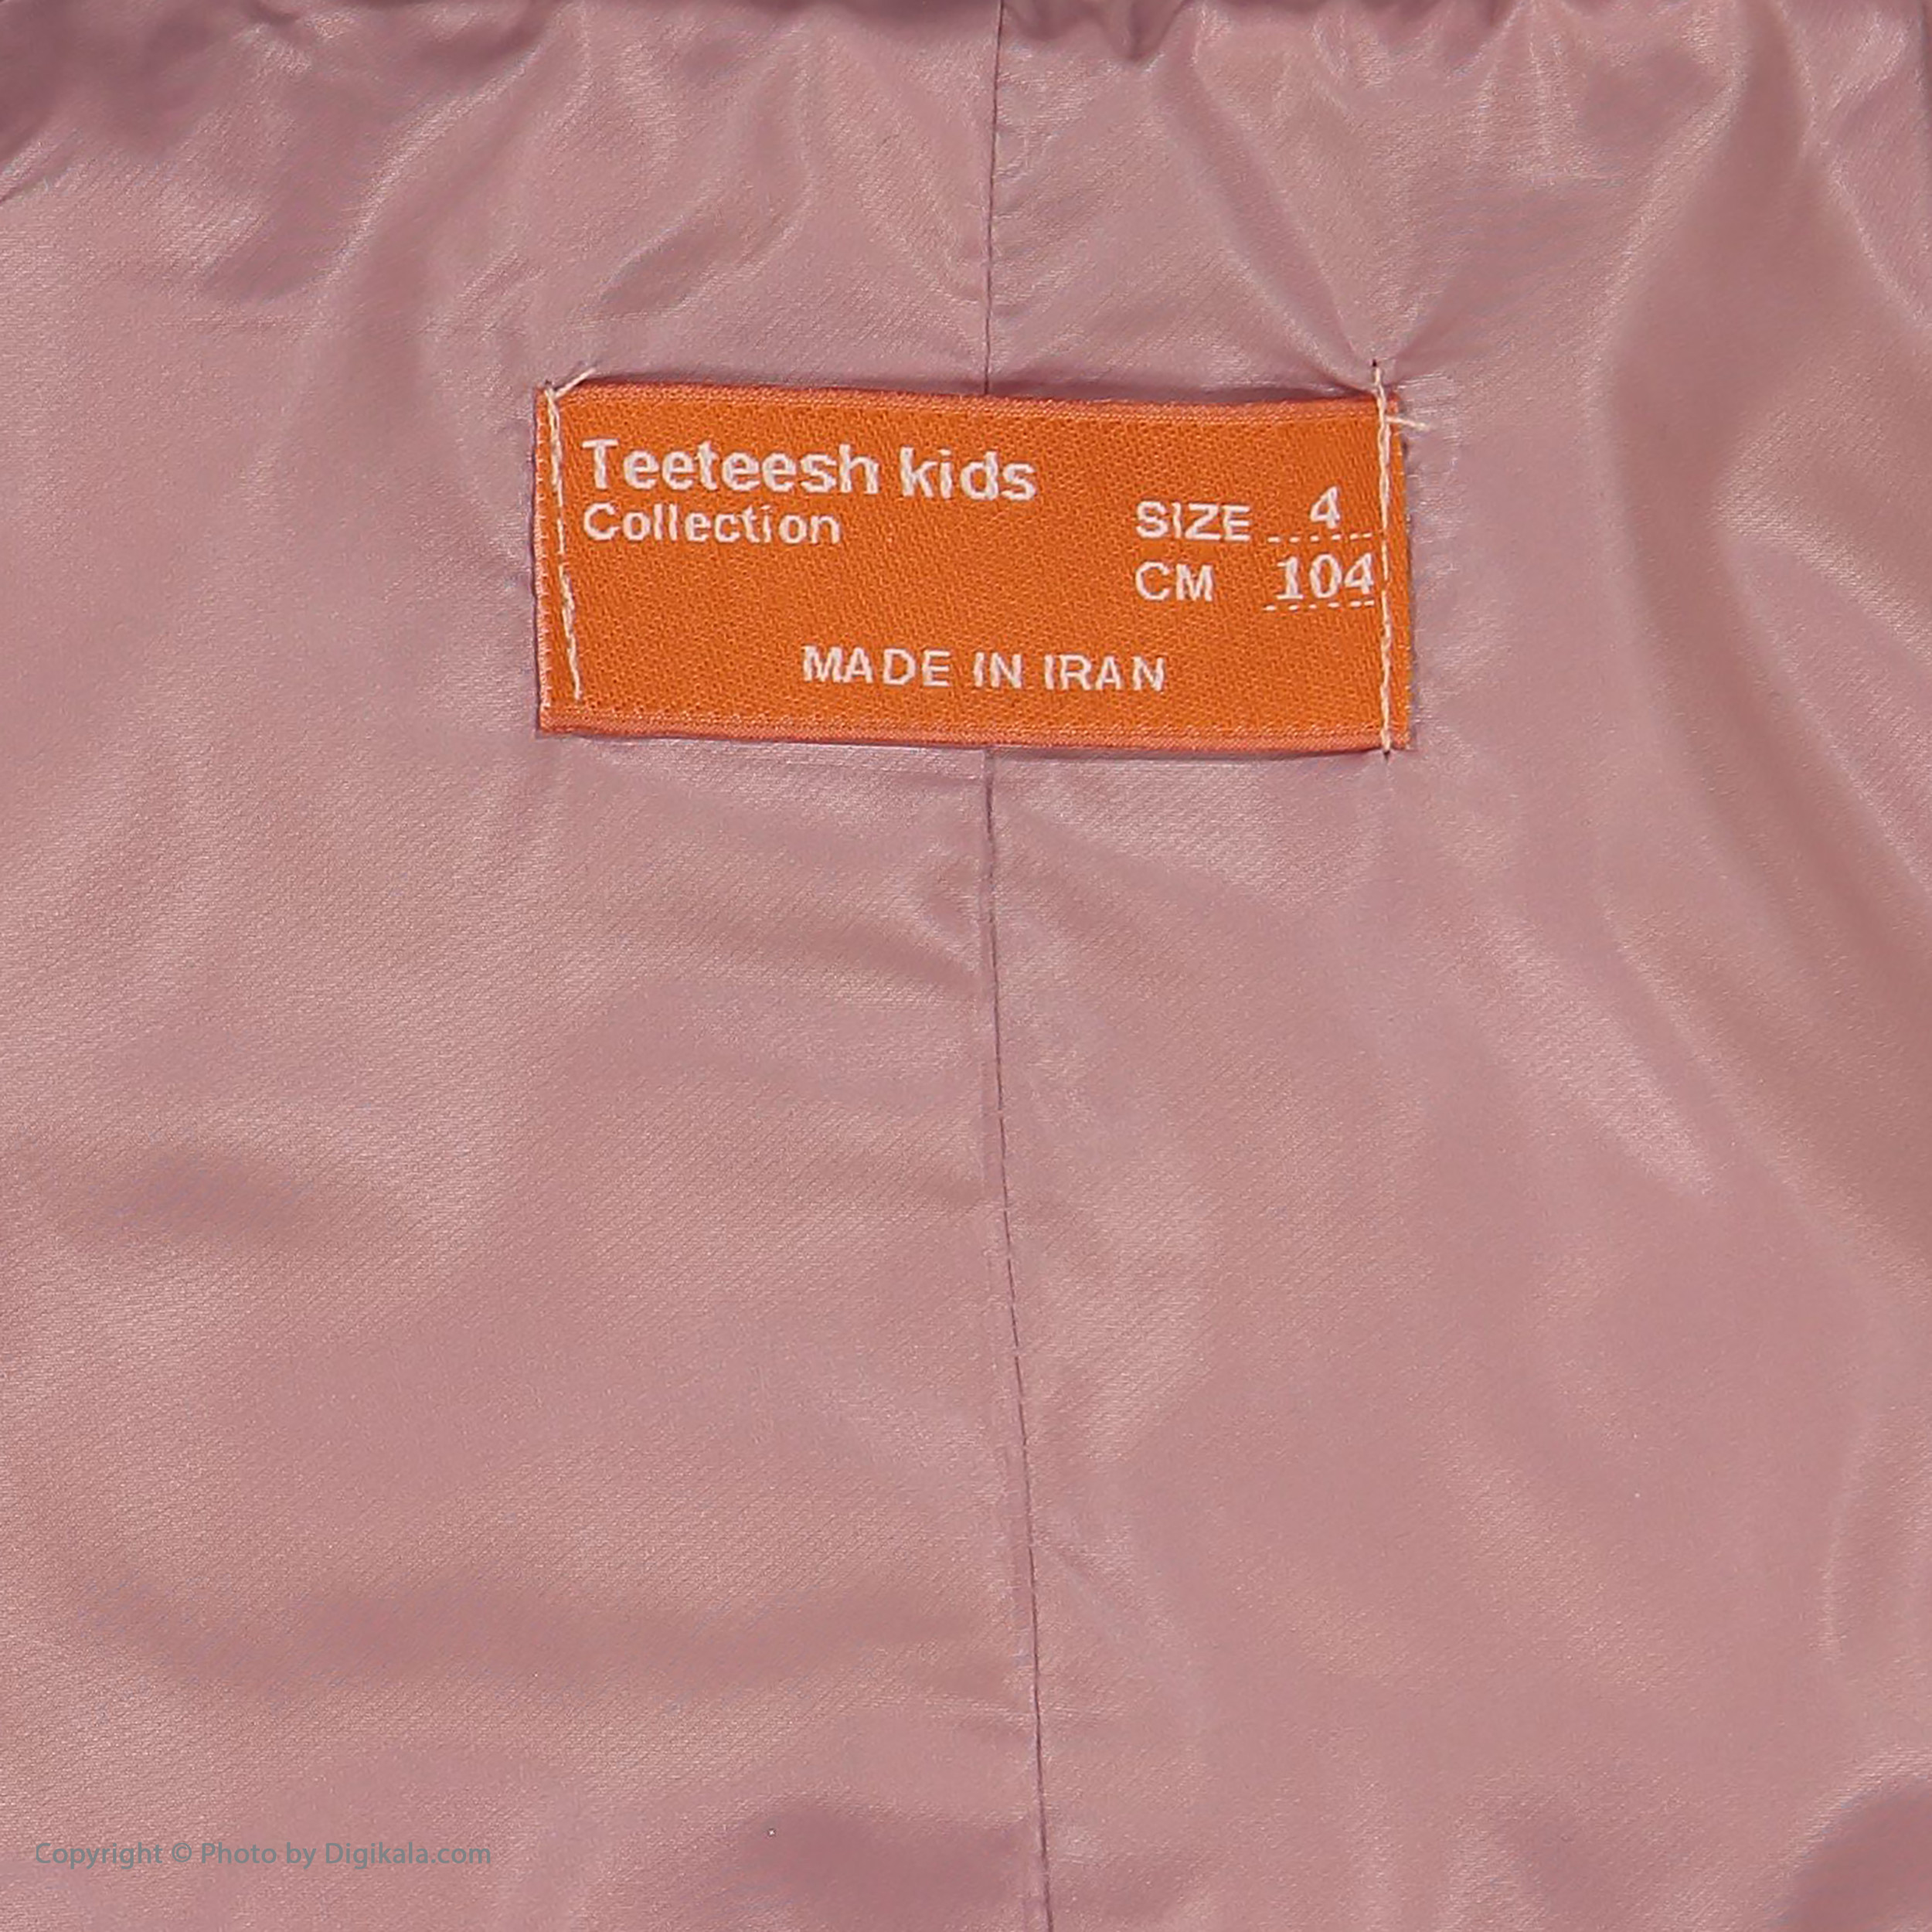 Teeteesh kids
Collection
SIZE 4
CM 104
MADE IN IRAN
Copyright © Photo by Digikala.com